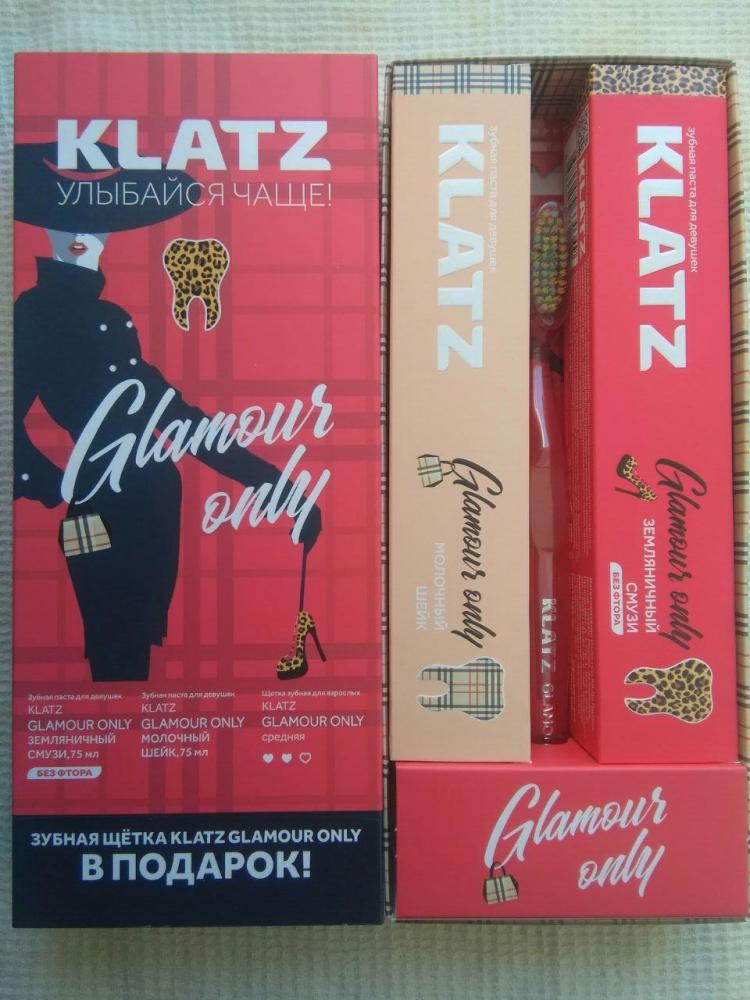 KLATZ
УЛЫБАЙСЯ ЧАЩЕ!
Glamour
only
Зубная паста для девушек
KLATZ
GLAMOUR ONLY
ЗЕМЛЯНИЧНЫЙ
СМУЗИ, 75 мл
БЕЗ ФТОРА
Зубная паста для девушек
KLATZ
GLAMOUR ONLY
МОЛОЧНЫЙ
ШЕЙК, 75 мл
Щетка зубная для взрослых
KLATZ
GLAMOUR ONLY
средняя
ЗУБНАЯ ЩЁТКА KLATZ GLAMOUR ONLY
В ПОДАРОК!
зубная паста для девушек
KLATZ
Glamour only
МОЛОЧНЫЙ
ШЕЙК
KLATZ GLAMOU
KLATZ
зубная паста для девушек
KLATZ
Glamour only
ЗЕМЛЯНИЧНЫЙ
СМУЗИ
БЕЗ ФТОРА
Glamour
only